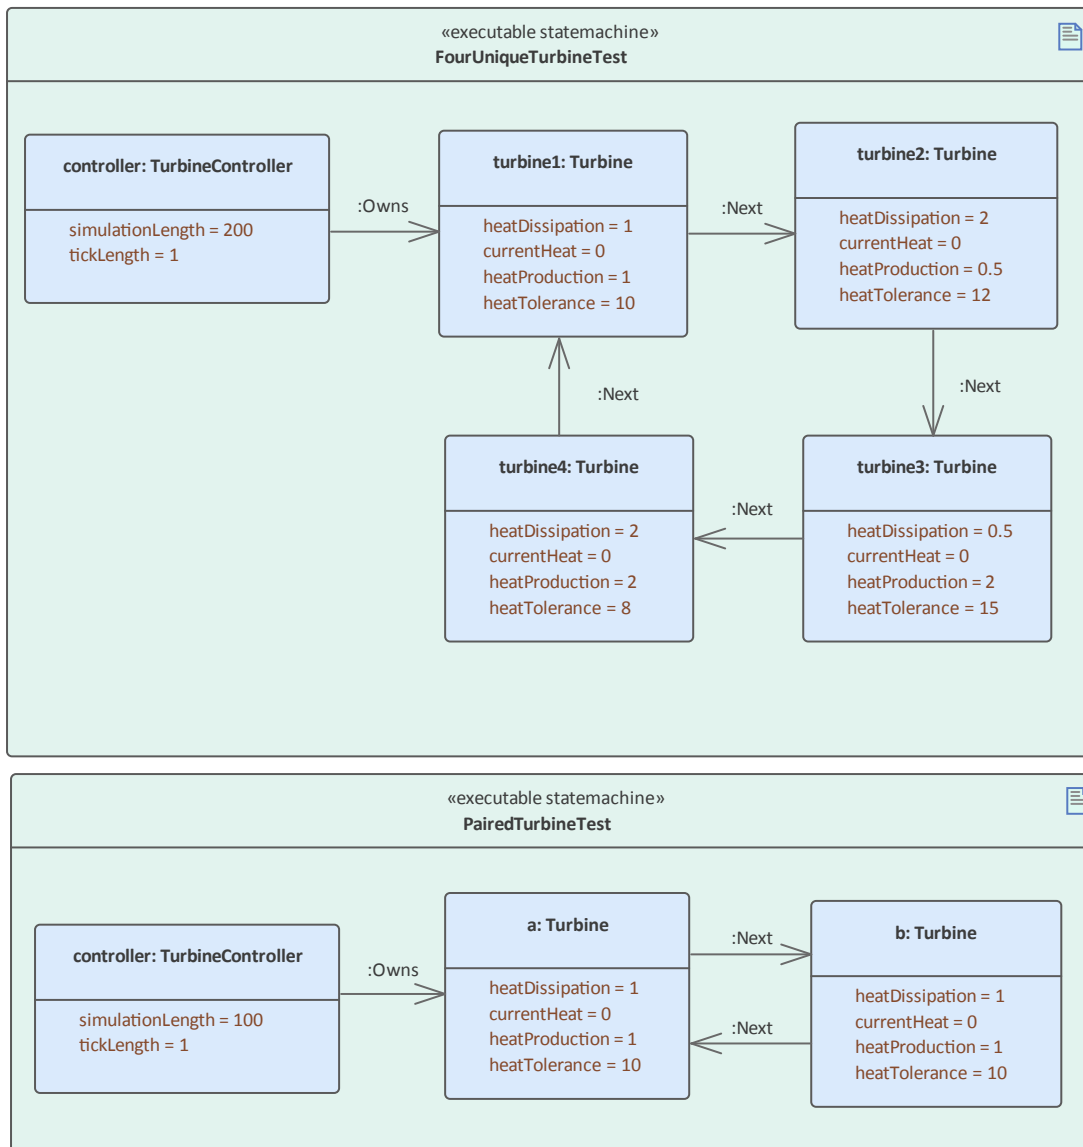 «executable statemachine»
FourUniqueTurbineTest
controller: TurbineController
simulationLength = 200
tickLength = 1
:Owns
turbine1: Turbine
heatDissipation = 1
currentHeat = 0
heatProduction = 1
heatTolerance = 10
:Next
turbine2: Turbine
heatDissipation = 2
currentHeat = 0
heatProduction = 0.5
heatTolerance = 12
:Next
:Next
turbine4: Turbine
heatDissipation = 2
currentHeat = 0
heatProduction = 2
heatTolerance = 8
:Next
turbine3: Turbine
heatDissipation = 0.5
currentHeat = 0
heatProduction = 2
heatTolerance = 15
«executable statemachine»
PairedTurbineTest
controller: TurbineController
simulationLength = 100
tickLength = 1
:Owns
a: Turbine
heatDissipation = 1
currentHeat = 0
heatProduction = 1
heatTolerance = 10
:Next
:Next
b: Turbine
heatDissipation = 1
currentHeat = 0
heatProduction = 1
heatTolerance = 10